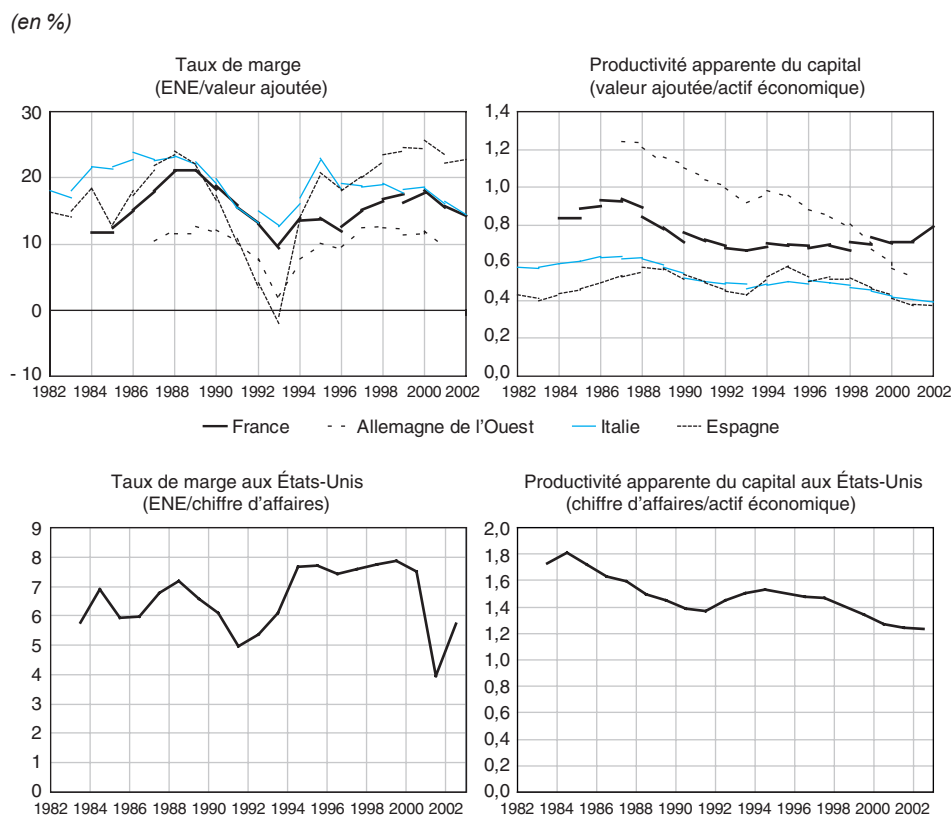 (en %)
Taux de marge
(ENE/valeur ajoutée)
30
20
10
0
- 10
1982 1984 1986 1988 1990 1992 1994 1996 1998 2000 2002
Productivité apparente du capital
(valeur ajoutée/actif économique)
1,4
1,2
1,0
0,8
0,6
0,4
0,2
0,0
1982 1984 1986 1988 1990 1992 1994 1996 1998 2000 2002
France Allemagne de l'Ouest Italie Espagne
Taux de marge aux États-Unis
(ENE/chiffre d'affaires)
9
8
7
6
5
4
3
2
1
0
1982 1984 1986 1988 1990 1992 1994 1996 1998 2000 2002
Productivité apparente du capital aux États-Unis
(chiffre d'affaires/actif économique)
2,0
1,8
1,6
1,4
1,2
1,0
0,8
0,6
0,4
0,2
0,0
1982 1984 1986 1988 1990 1992 1994 1996 1998 2000 2002